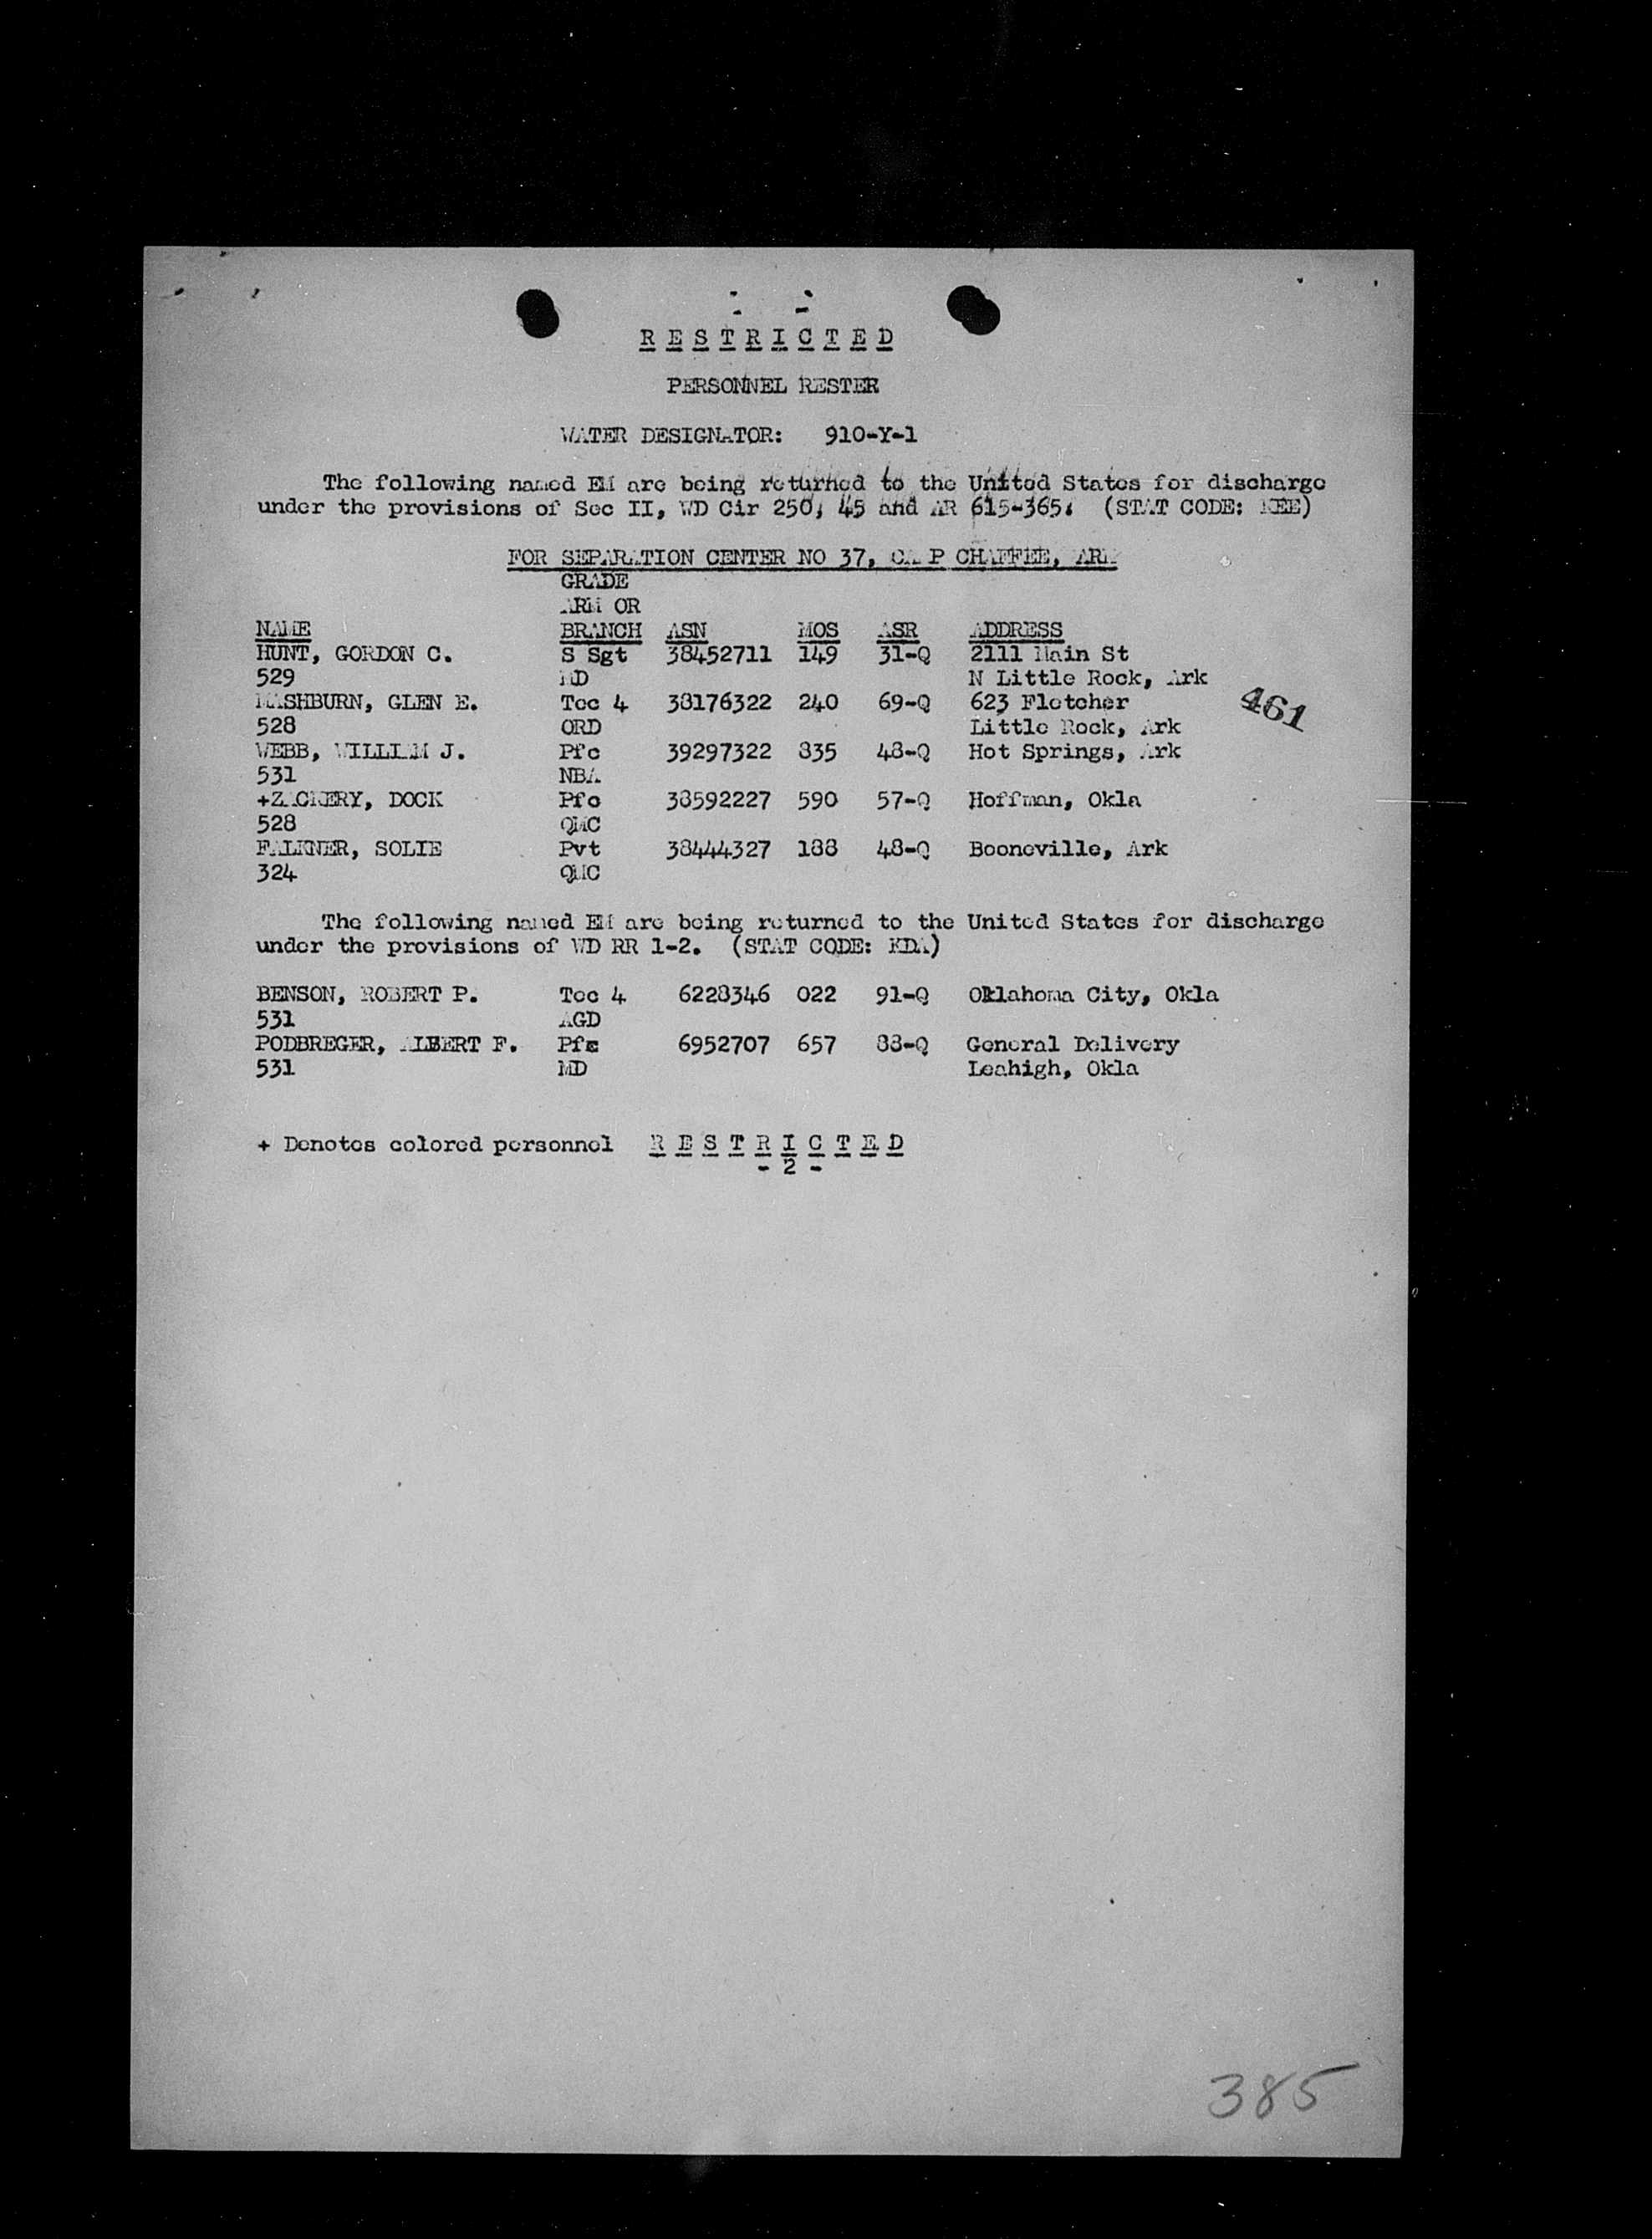 R E S T R I C T E D
PERSONNEL RESTER
WATER DESIGNATOR: 910-Y-1
The following named EM are being returned to the United States for discharge
under the provisions of Sec II, WD Cir 250, 45 and AR 615-365. (STAT CODE: KEE)
FOR SEPARATION CENTER NO 37, CAMP CHAFFEE, ARK
GRADE
ARM OR
NAME BRANCH ASN MOS ASR ADDRESS
HUNT, GORDON C. S Sgt 38452711 149 31-Q 2111 Main St
529 MD N Little Rock, Ark
MASHBURN, GLEN E. Tec 4 38176322 240 69-Q 623 Fletcher
461
528 ORD Little Rock, Ark
WEBB, WILLIAM J. Pfc 39297322 835 48-Q Hot Springs, Ark
531 NBA
+ZACKERY, DOCK Pfc 38592227 590 57-Q Hoffman, Okla
528 QMC
FALKNER, SOLIE Pvt 38444327 188 48-Q Booneville, Ark
324 QMC
The following named EM are being returned to the United States for discharge
under the provisions of WD RR 1-2. (STAT CODE: KDA)
BENSON, ROBERT P. Tec 4 6228346 022 91-Q Oklahoma City, Okla
531 AGD
PODBREGER, ALBERT F. Pfc 6952707 657 88-Q General Delivery
531 MD Leahigh, Okla
+ Denotes colored personnel R E S T R I C T E D
- 2 -
385